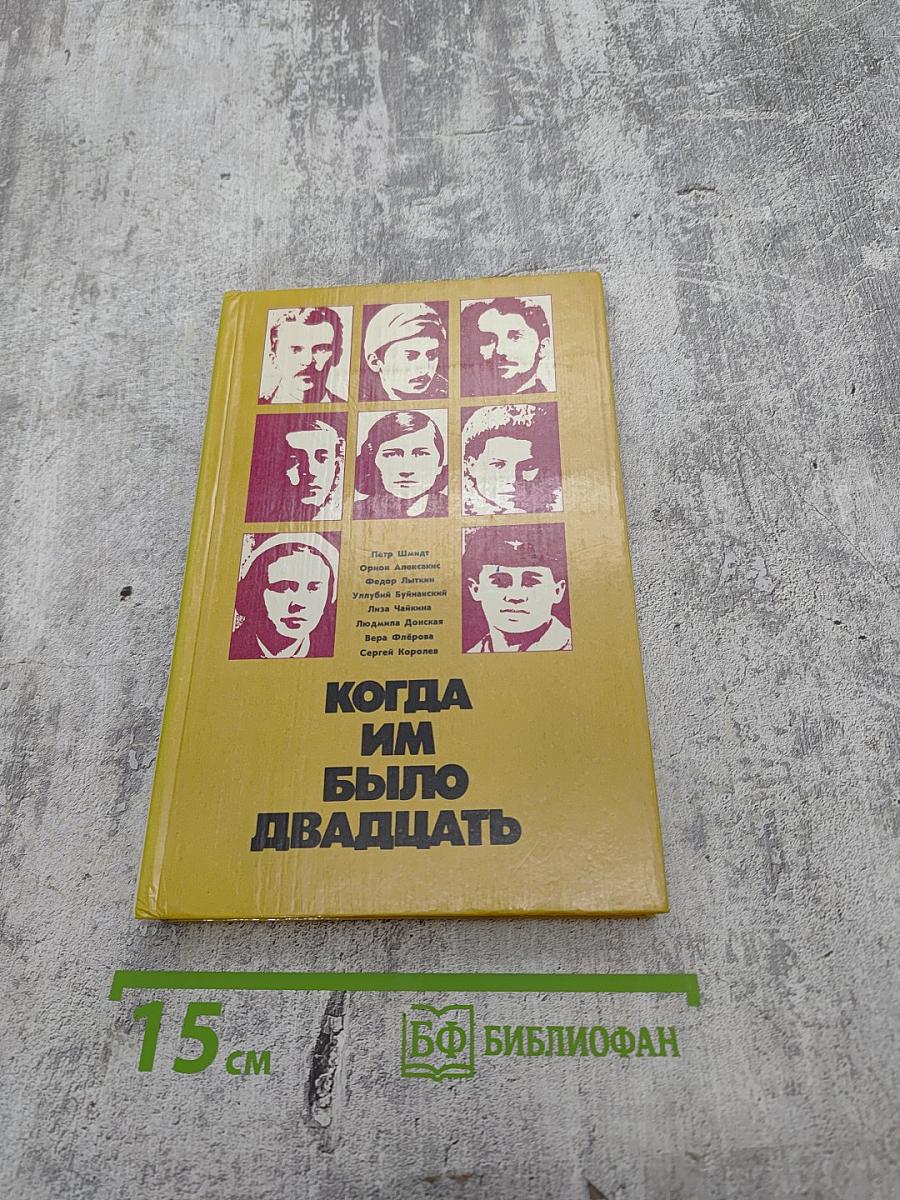 Петр Шмидт
Орион Алексакис
Федор Лыткин
Уллубий Буйнакский
Лиза Чайкина
Людмила Донская
Вера Флёрова
Сергей Королев
КОГДА
ИМ
БЫЛО
ДВАДЦАТЬ
15 см
БФ БИБЛИОФАН